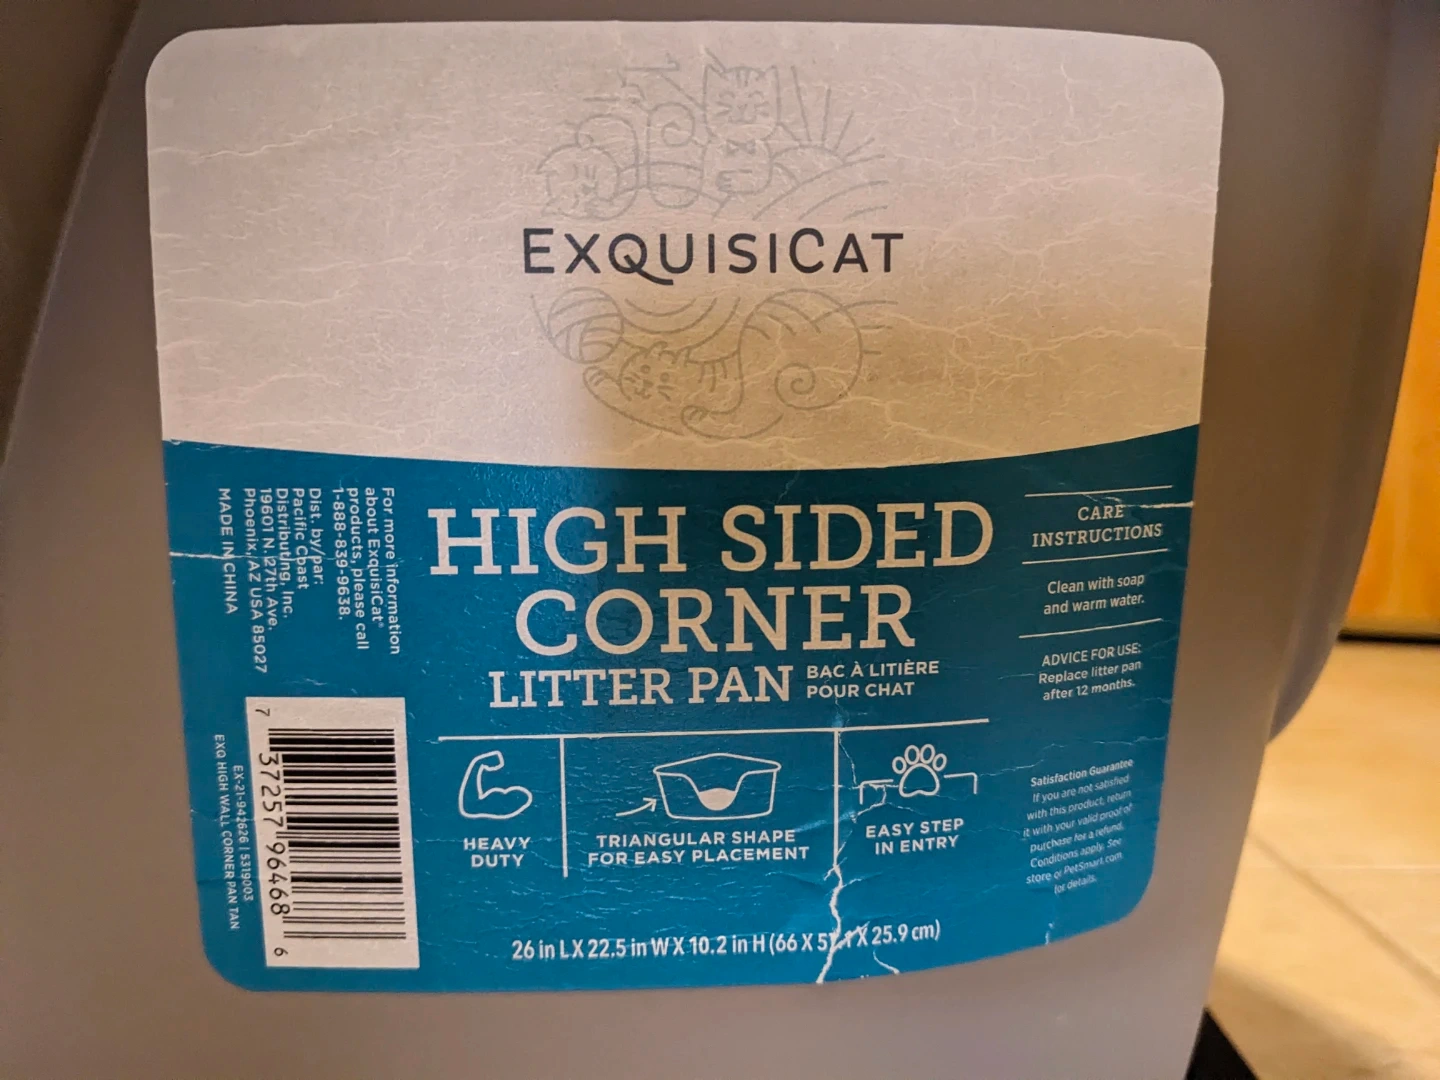 EXQUISICAT
HIGH SIDED
CORNER
LITTER PAN
BAC À LITIÈRE
POUR CHAT
HEAVY
DUTY
TRIANGULAR SHAPE
FOR EASY PLACEMENT
EASY STEP
IN ENTRY
26 in L X 22.5 in W X 10.2 in H (66 X 57.1 X 25.9 cm)
CARE
INSTRUCTIONS
Clean with soap
and warm water.
ADVICE FOR USE:
Replace litter pan
after 12 months.
Satisfaction Guarantee
If you are not satisfied
with this product, return
it with your valid proof of
purchase for a refund.
Conditions apply. See
store or PetSmart.com
for details.
For more information
about ExquisiCat®
products, please call
1-888-839-9638.
Dist. by/par:
Pacific Coast
Distributing, Inc.
19601 N. 27th Ave.
Phoenix, AZ USA 85027
MADE IN CHINA
7 37257 96468 6
EX-21-9-42626 | 5319003
EXQ HIGH WALL CORNER PAN TAN